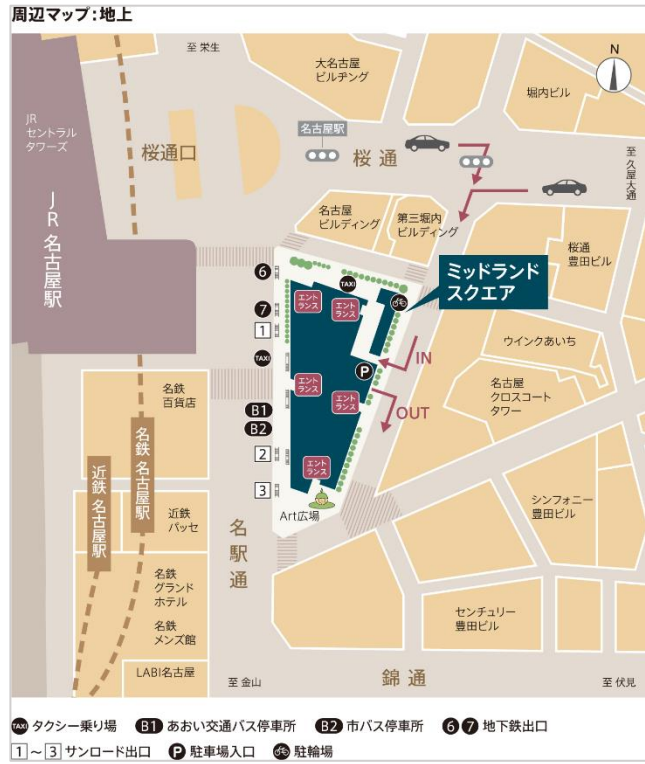 周辺マップ：地上
至 栄生
大名古屋
ビルヂング
N
堀内ビル
JR
セントラル
タワーズ
桜通口
名古屋駅
桜通
至 久屋大通
JR 名古屋駅
名古屋
ビルディング
第三堀内
ビルディング
桜通
豊田ビル
6
TAXI
ミッドランド
スクエア
エント
ランス
エント
ランス
7
1
IN
ウインクあいち
TAXI
P
名鉄
百貨店
エント
ランス
エント
ランス
OUT
名古屋
クロスコート
タワー
B1
B2
名鉄 名古屋駅
近鉄 名古屋駅
2
エント
ランス
3
シンフォニー
豊田ビル
近鉄
パッセ
Art広場
名駅通
名鉄
グランド
ホテル
名鉄
メンズ館
センチュリー
豊田ビル
LABI名古屋
至 金山
錦通
至 伏見
TAXI タクシー乗り場 B1 あおい交通バス停車所 B2 市バス停車所 6 7 地下鉄出口
1 ～ 3 サンロード出口 P 駐車場入口 駐輪場